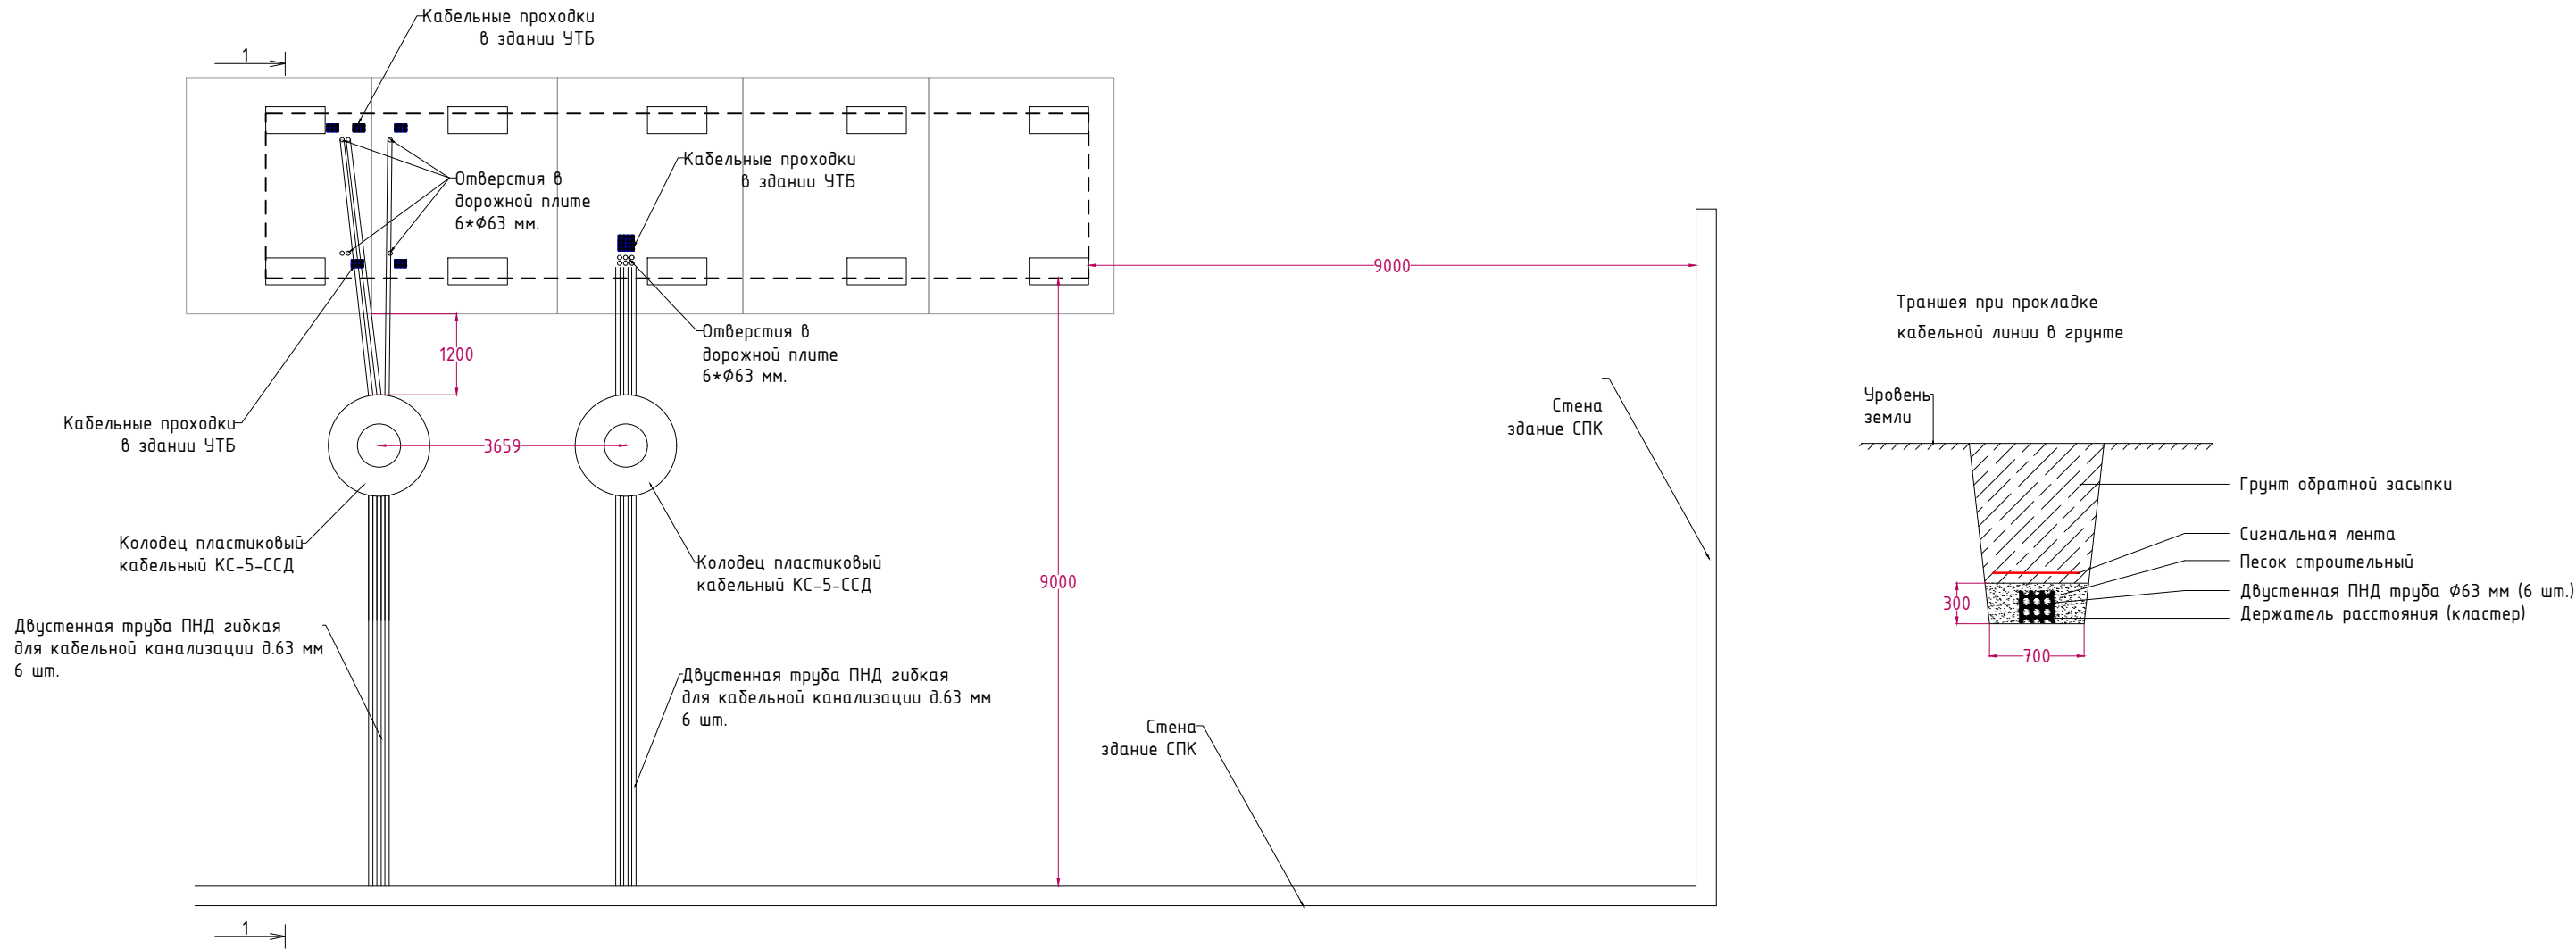 Кабельные проходки
в здании УТБ
1
Кабельные проходки
в здании УТБ
Отверстия в
дорожной плите
6*Ф63 мм.
9000
Траншея при прокладке
кабельной линии в грунте
Отверстия в
дорожной плите
6*Ф63 мм.
1200
Уровень
земли
Стена
здание СПК
Кабельные проходки
в здании УТБ
3659
Грунт обратной засыпки
Сигнальная лента
Песок строительный
Двустенная ПНД труба Ф63 мм (6 шт.)
Держатель расстояния (кластер)
300
700
Колодец пластиковый
кабельный КС-5-ССД
Колодец пластиковый
кабельный КС-5-ССД
9000
Двустенная труба ПНД гибкая
для кабельной канализации д.63 мм
6 шт.
Двустенная труба ПНД гибкая
для кабельной канализации д.63 мм
6 шт.
Стена
здание СПК
1